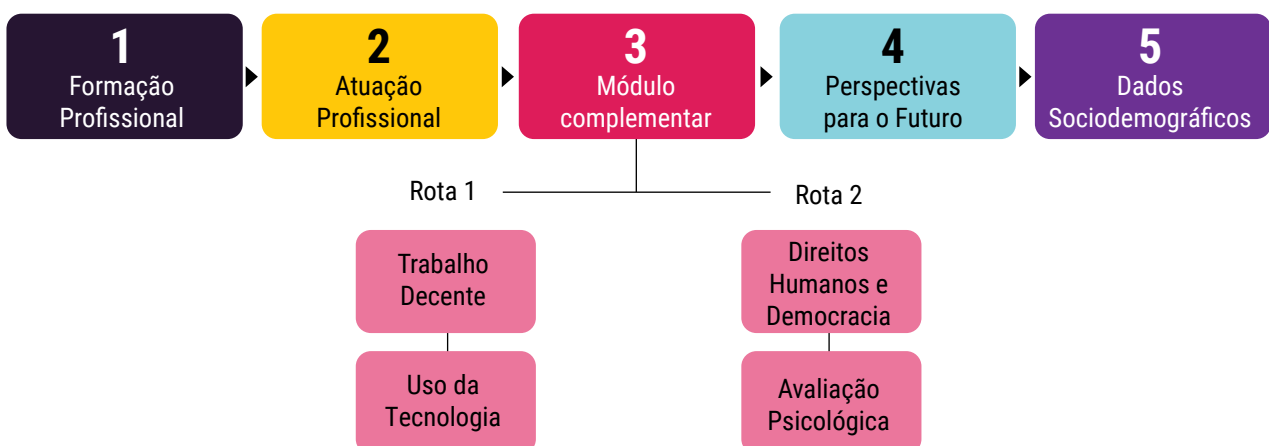 1
Formação
Profissional
2
Atuação
Profissional
3
Módulo
complementar
4
Perspectivas
para o Futuro
5
Dados
Sociodemográficos
Rota 1
Rota 2
Trabalho
Decente
Uso da
Tecnologia
Direitos
Humanos e
Democracia
Avaliação
Psicológica